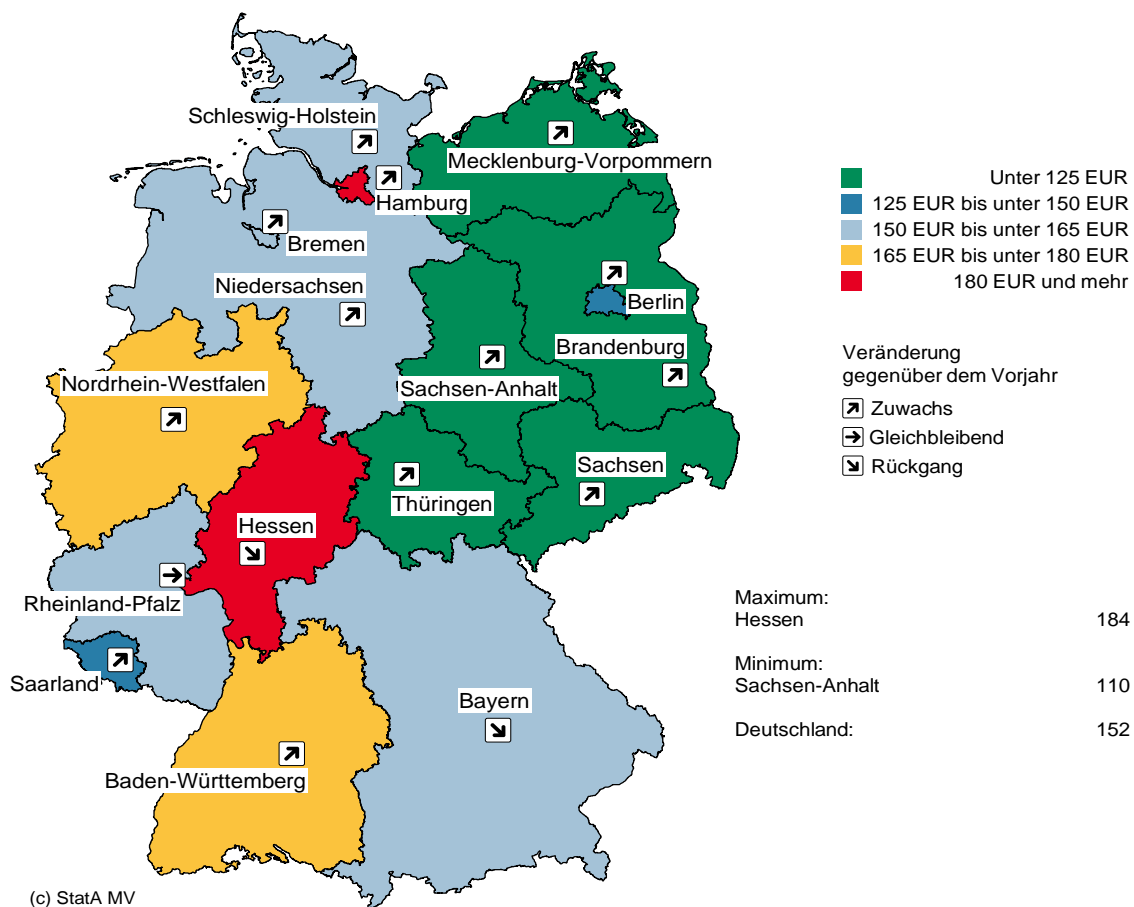 Schleswig-Holstein
Mecklenburg-Vorpommern
Hamburg
Bremen
Niedersachsen
Berlin
Brandenburg
Sachsen-Anhalt
Nordrhein-Westfalen
Sachsen
Thüringen
Hessen
Rheinland-Pfalz
Saarland
Bayern
Baden-Württemberg
Unter 125 EUR
125 EUR bis unter 150 EUR
150 EUR bis unter 165 EUR
165 EUR bis unter 180 EUR
180 EUR und mehr
Veränderung
gegenüber dem Vorjahr
Zuwachs
Gleichbleibend
Rückgang
Maximum:
Hessen 184
Minimum:
Sachsen-Anhalt 110
Deutschland: 152
(c) StatA MV